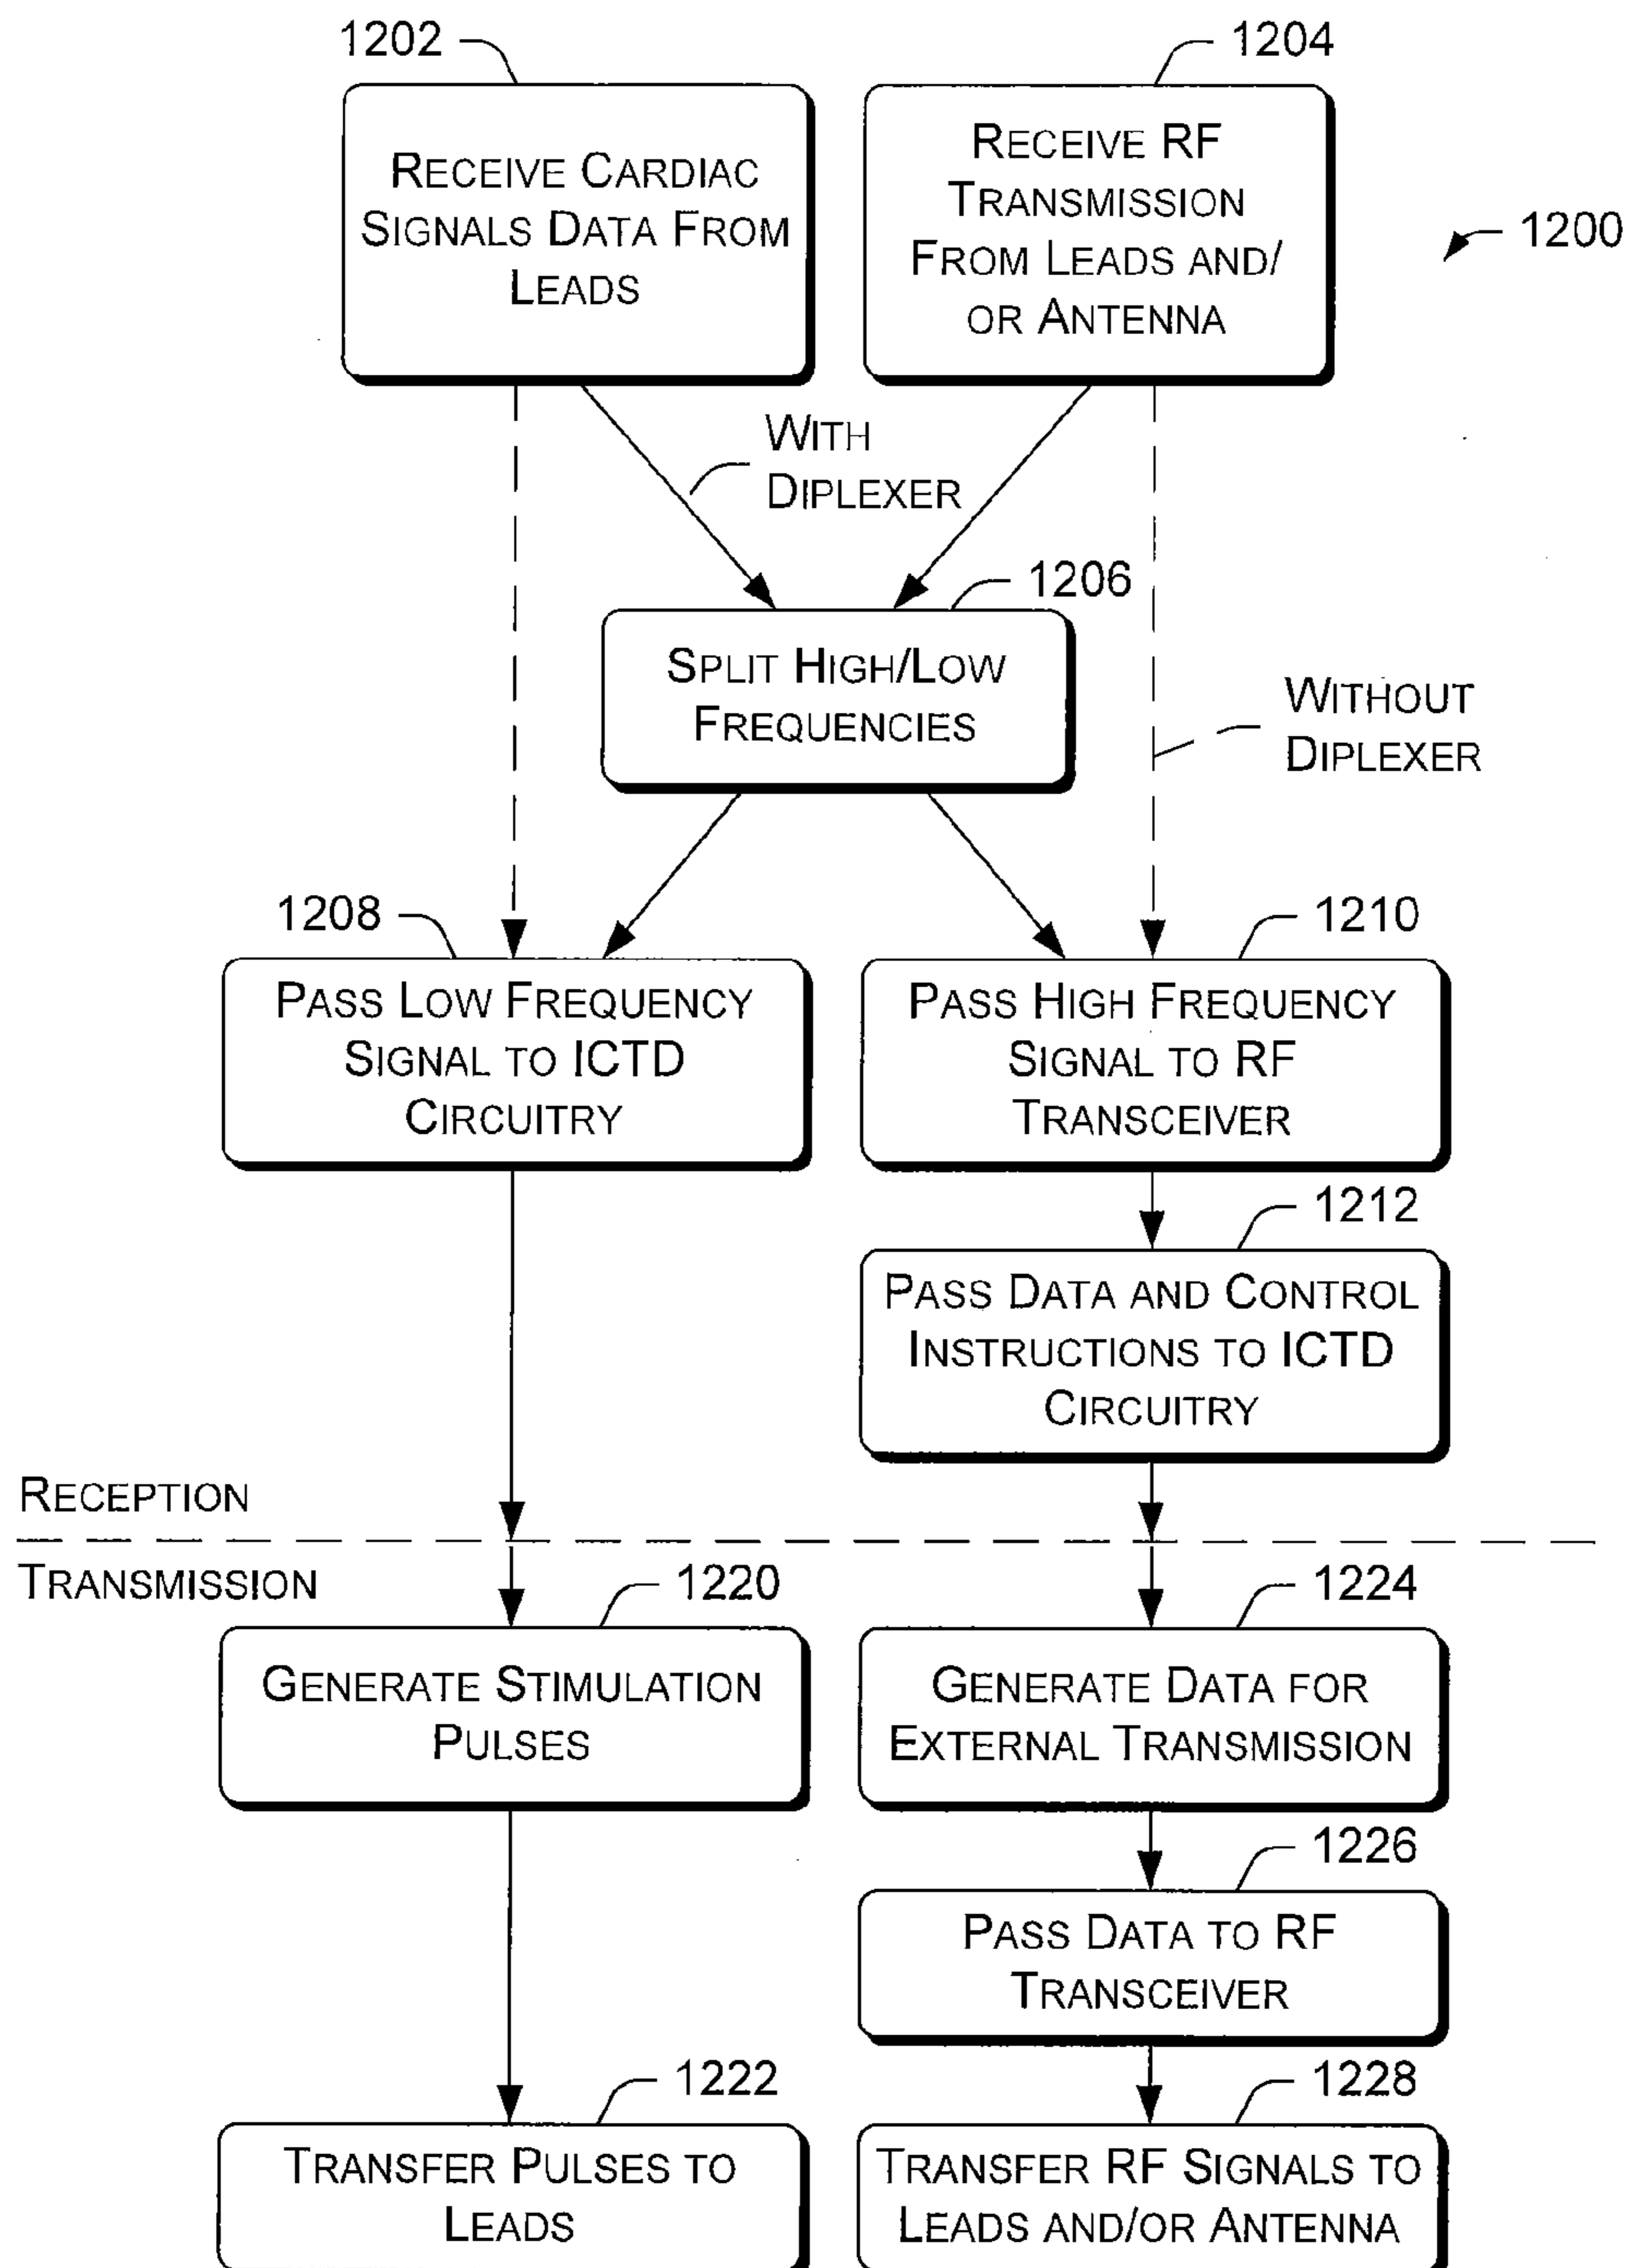 1202
1204
RECEIVE CARDIAC
SIGNALS DATA FROM
LEADS
RECEIVE RF
TRANSMISSION
FROM LEADS AND/
OR ANTENNA
1200
WITH
DIPLEXER
1206
SPLIT HIGH/LOW
FREQUENCIES
WITHOUT
DIPLEXER
1208
1210
PASS LOW FREQUENCY
SIGNAL TO ICTD
CIRCUITRY
PASS HIGH FREQUENCY
SIGNAL TO RF
TRANSCEIVER
1212
PASS DATA AND CONTROL
INSTRUCTIONS TO ICTD
CIRCUITRY
RECEPTION
TRANSMISSION
1220
1224
GENERATE STIMULATION
PULSES
GENERATE DATA FOR
EXTERNAL TRANSMISSION
1226
PASS DATA TO RF
TRANSCEIVER
1222
1228
TRANSFER PULSES TO
LEADS
TRANSFER RF SIGNALS TO
LEADS AND/OR ANTENNA